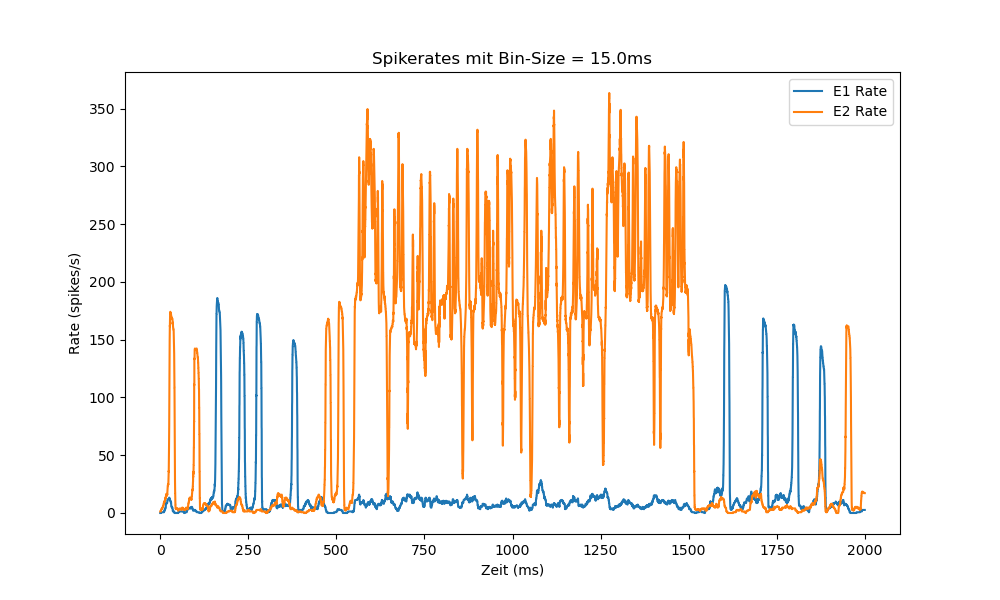 Spikerates mit Bin-Size = 15.0ms
E1 Rate
E2 Rate
Rate (spikes/s)
350
300
250
200
150
100
50
0
0 250 500 750 1000 1250 1500 1750 2000
Zeit (ms)